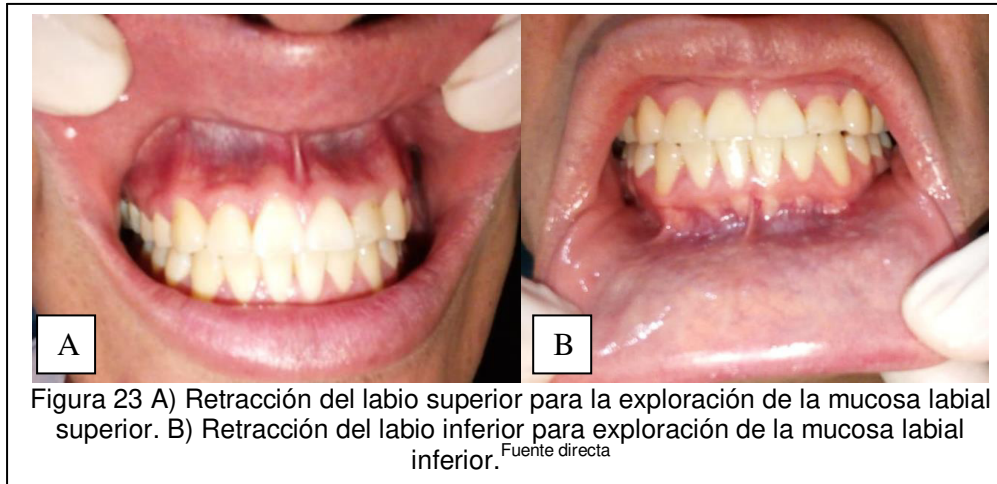 A
B
Figura 23 A) Retracción del labio superior para la exploración de la mucosa labial
superior. B) Retracción del labio inferior para exploración de la mucosa labial
inferior.Fuente directa